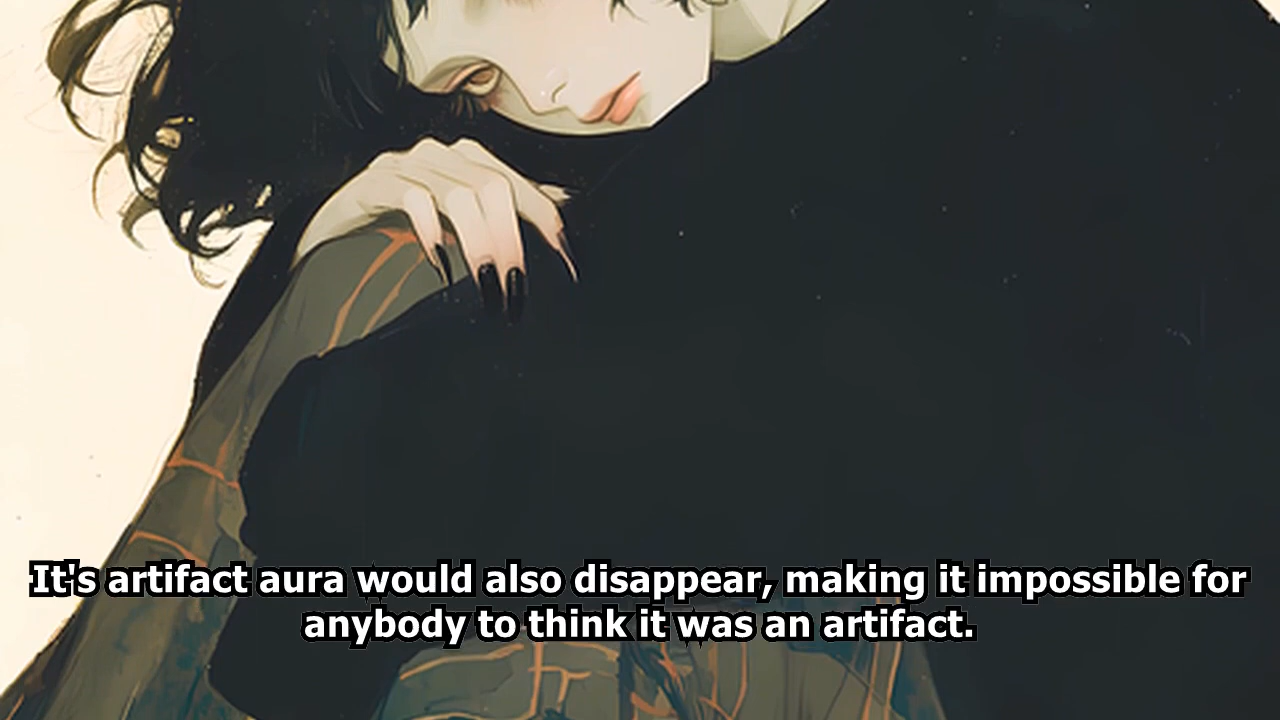 It's artifact aura would also disappear, making it impossible for
anybody to think it was an artifact.